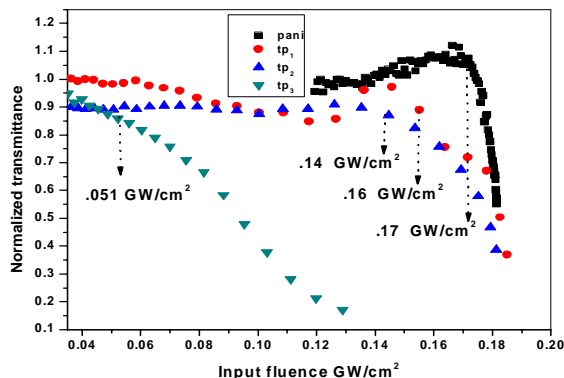 pani
tp1
tp2
tp3
1.1
1.0
0.9
0.8
0.7
0.6
0.5
0.4
0.3
0.2
0.1
Normalized transmittance
.051 GW/cm²
.14 GW/cm²
.16 GW/cm²
.17 GW/cm²
0.04 0.06 0.08 0.10 0.12 0.14 0.16 0.18 0.20
Input fluence GW/cm²